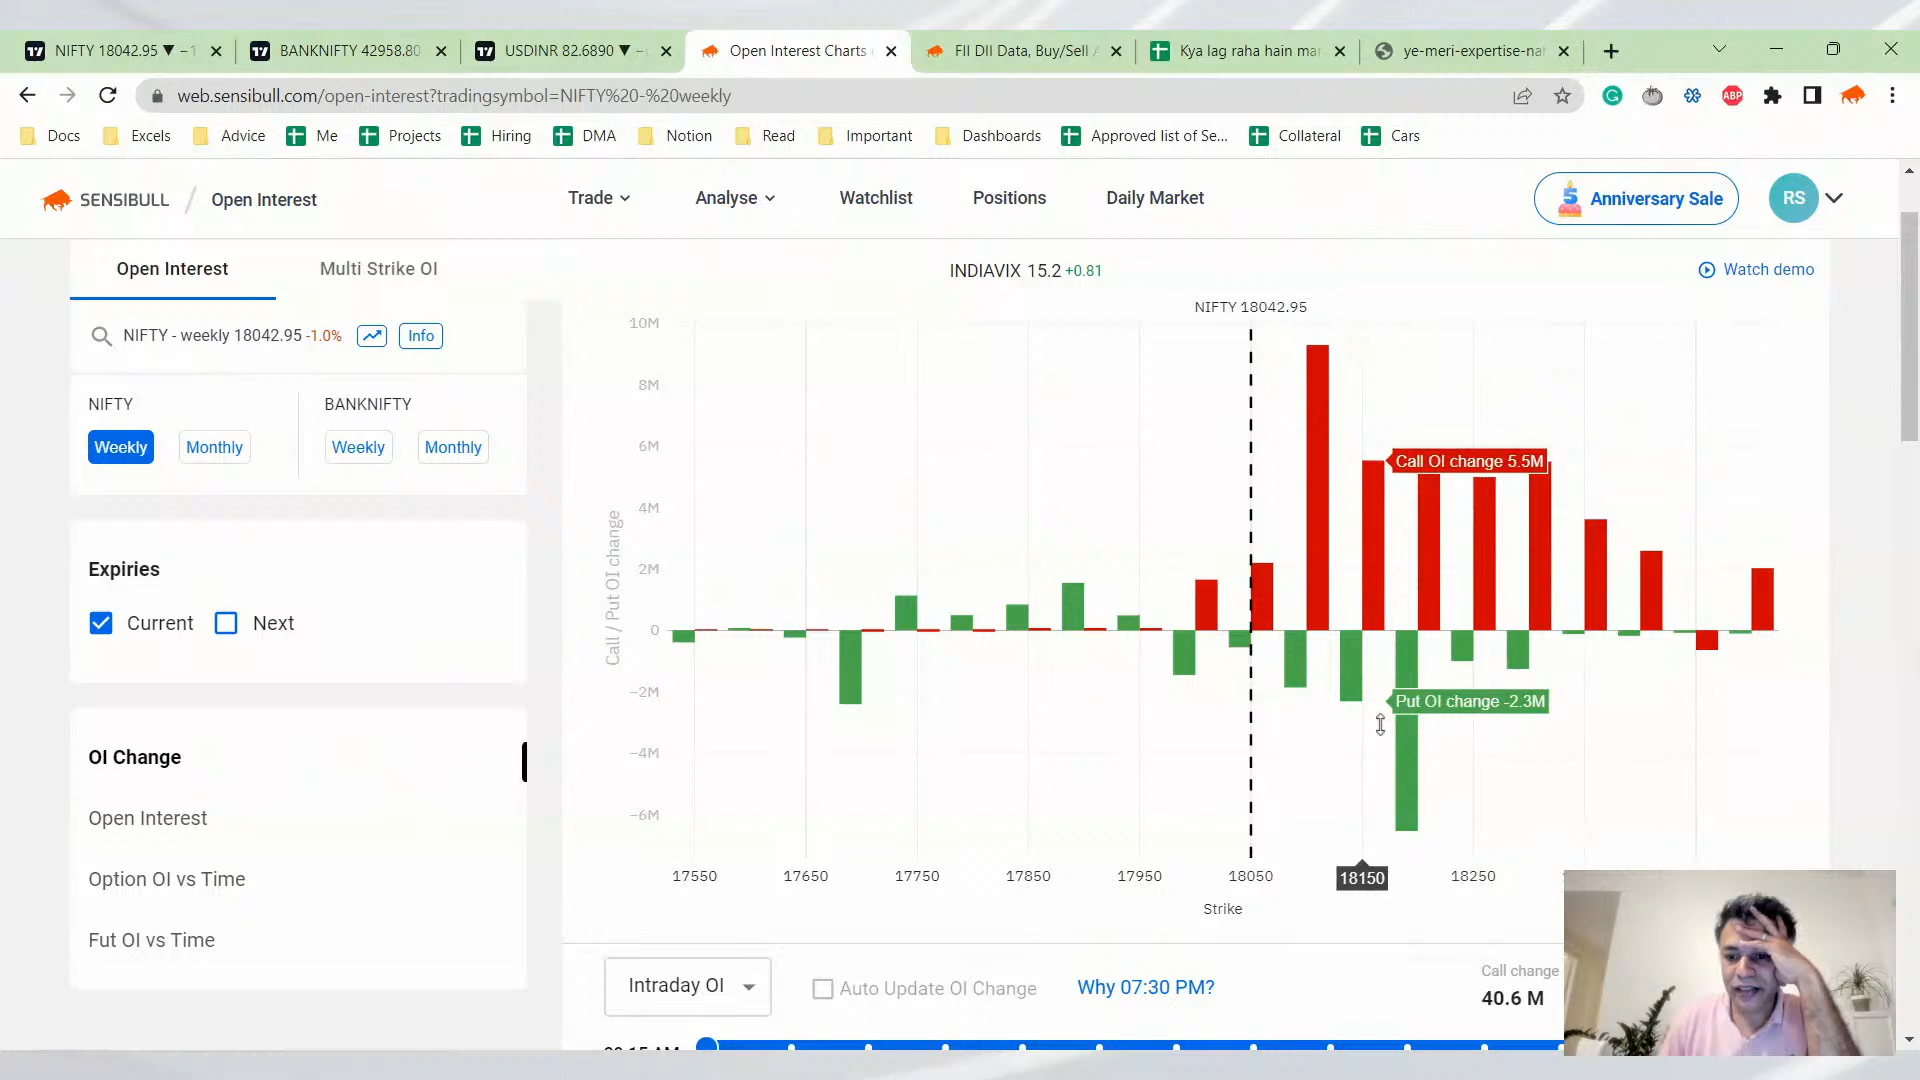 NIFTY 18042.95 ▼ −1
BANKNIFTY 42958.80
USDINR 82.6890 ▼ −
Open Interest Charts
FII DII Data, Buy/Sell
Kya lag raha hain mar
ye-meri-expertise-nah
web.sensibull.com/open-interest?tradingsymbol=NIFTY%20-%20weekly
ABP
Docs
Excels
Advice
Me
Projects
Hiring
DMA
Notion
Read
Important
Dashboards
Approved list of Se...
Collateral
Cars
SENSIBULL / Open Interest
Trade
Analyse
Watchlist
Positions
Daily Market
5 Anniversary Sale
RS
Open Interest
Multi Strike OI
INDIAVIX 15.2 +0.81
Watch demo
NIFTY - weekly 18042.95 -1.0%
Info
NIFTY
BANKNIFTY
Weekly
Monthly
Weekly
Monthly
Expiries
Current
Next
OI Change
Open Interest
Option OI vs Time
Fut OI vs Time
NIFTY 18042.95
10M
8M
6M
4M
2M
0
−2M
−4M
−6M
Call / Put OI change
Call OI change 5.5M
Put OI change -2.3M
17550
17650
17750
17850
17950
18050
18150
18250
Strike
Intraday OI
Auto Update OI Change
Why 07:30 PM?
Call change
40.6 M